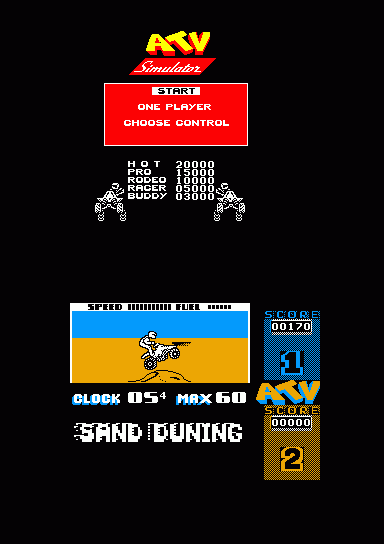 ATV
Simulator
START
ONE PLAYER
CHOOSE CONTROL
HOT 20000
PRO 15000
RODEO 10000
RACER 05000
BUDDY 03000
SPEED FUEL
SCORE
00170
1
CLOCK 05⁴ MAX 60
ATV
SCORE
00000
SAND DUNING
2